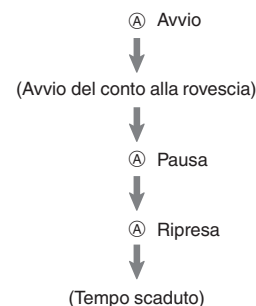 Ⓐ Avvio
(Avvio del conto alla rovescia)
Ⓐ Pausa
Ⓐ Ripresa
(Tempo scaduto)